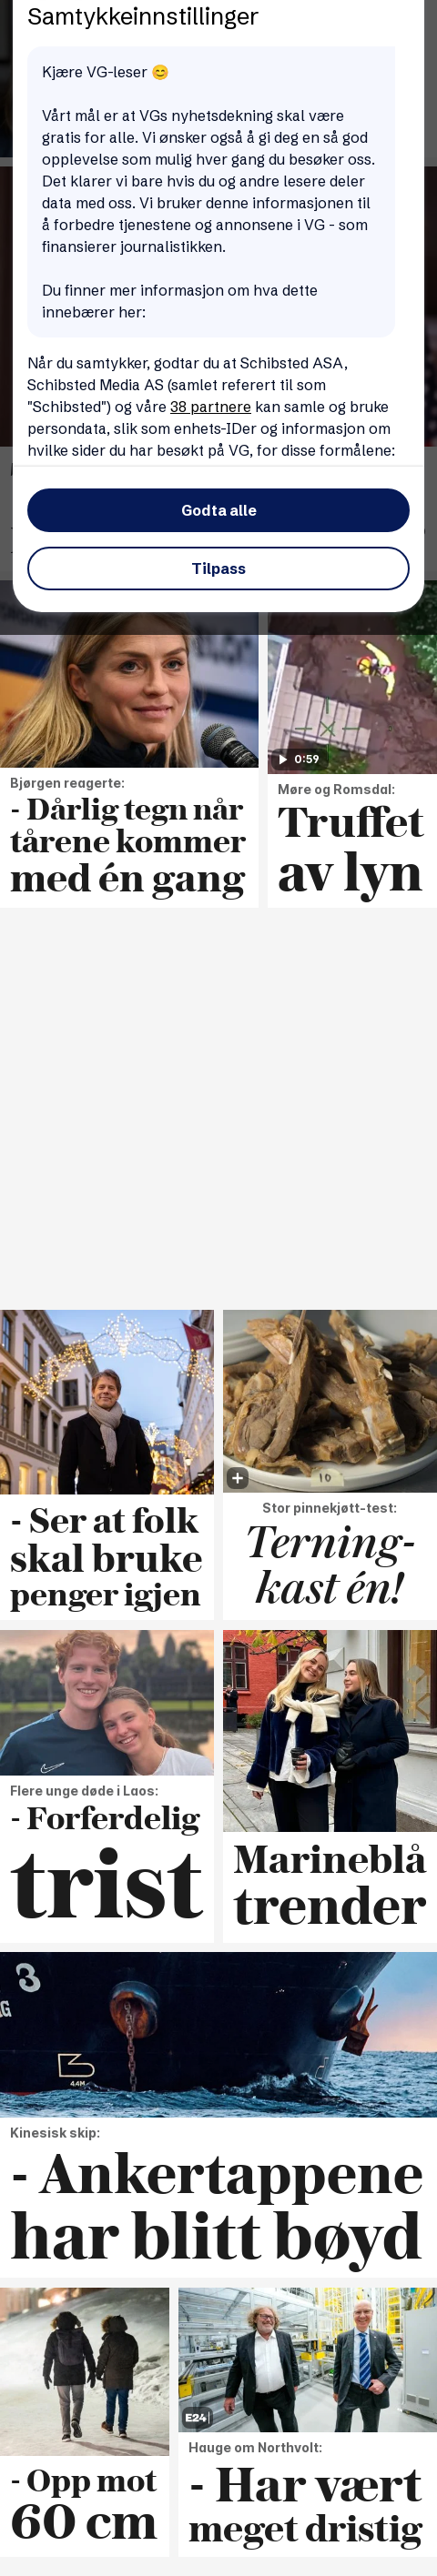 Samtykkeinnstillinger
Kjære VG-leser 😊
Vårt mål er at VGs nyhetsdekning skal være
gratis for alle. Vi ønsker også å gi deg en så god
opplevelse som mulig hver gang du besøker oss.
Det klarer vi bare hvis du og andre lesere deler
data med oss. Vi bruker denne informasjonen til
å forbedre tjenestene og annonsene i VG - som
finansierer journalistikken.
Du finner mer informasjon om hva dette
innebærer her:
Når du samtykker, godtar du at Schibsted ASA,
Schibsted Media AS (samlet referert til som
"Schibsted") og våre 38 partnere kan samle og bruke
persondata, slik som enhets-IDer og informasjon om
hvilke sider du har besøkt på VG, for disse formålene:
Godta alle
Tilpass
0:59
Bjørgen reagerte:
- Dårlig tegn når
tårene kommer
med én gang
Møre og Romsdal:
Truffet
av lyn
- Ser at folk
skal bruke
penger igjen
10
Stor pinnekjøtt-test:
Terning-
kast én!
Flere unge døde i Laos:
- Forferdelig
trist
Marineblå
trender
3
4.4M
Kinesisk skip:
- Ankertappene
har blitt bøyd
- Opp mot
60 cm
E24
Hauge om Northvolt:
- Har vært
meget dristig